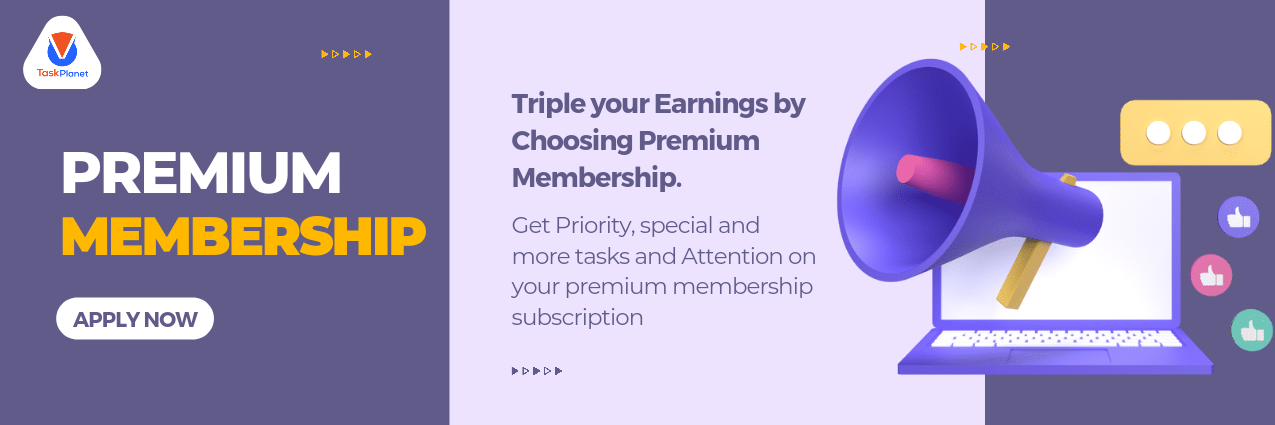 TaskPlanet
PREMIUM
MEMBERSHIP
APPLY NOW
Triple your Earnings by
Choosing Premium
Membership.
Get Priority, special and
more tasks and Attention on
your premium membership
subscription